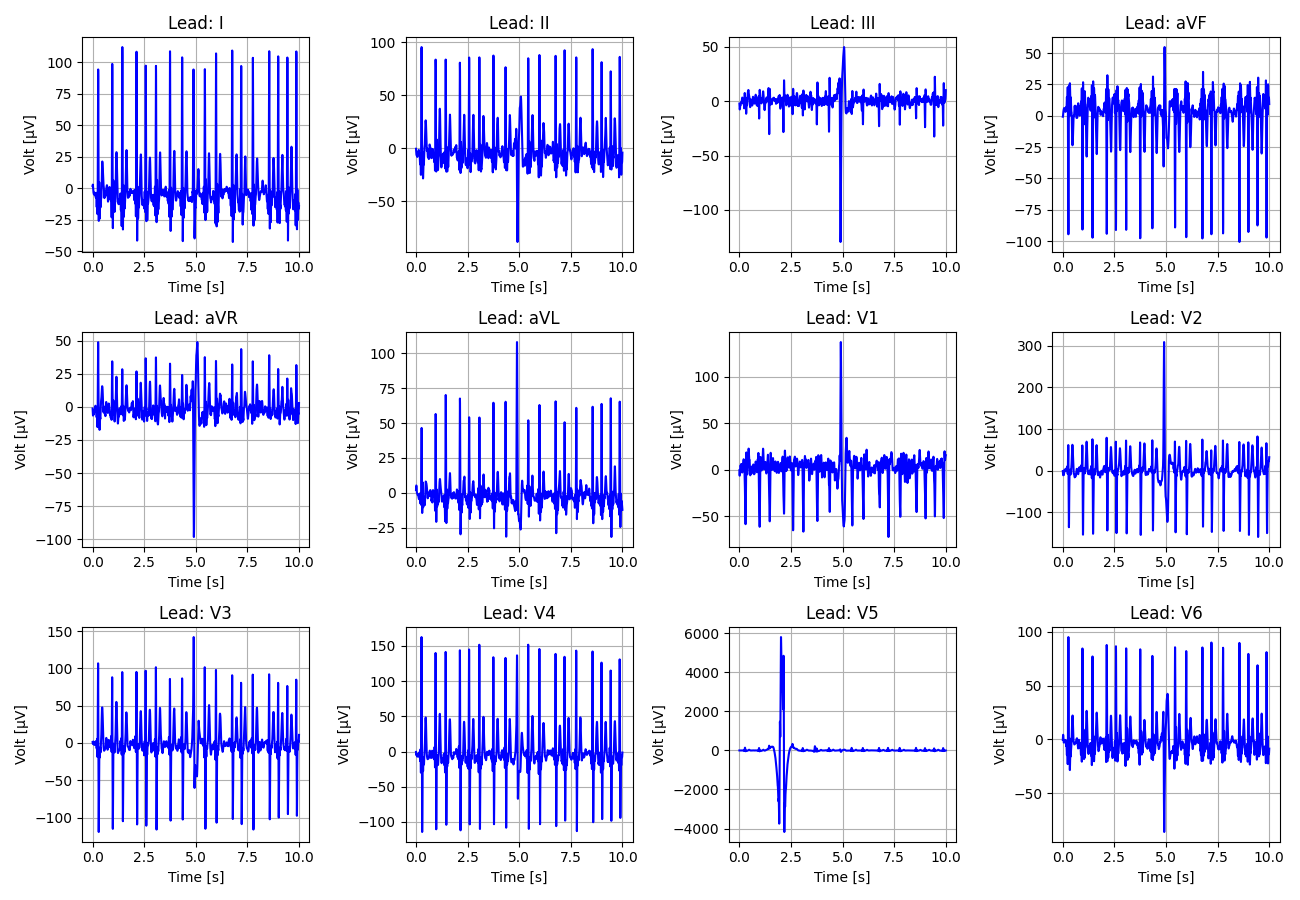 Lead: I Lead: II Lead: III Lead: aVF
100 75 50 25 0 −25 −50
100 50 0 −50
50 0 −50 −100
50 25 0 −25 −50 −75 −100
Volt [µV] Volt [µV] Volt [µV] Volt [µV]
0.0 2.5 5.0 7.5 10.0 0.0 2.5 5.0 7.5 10.0 0.0 2.5 5.0 7.5 10.0 0.0 2.5 5.0 7.5 10.0
Time [s] Time [s] Time [s] Time [s]
Lead: aVR Lead: aVL Lead: V1 Lead: V2
50 25 0 −25 −50 −75 −100
100 75 50 25 0 −25
100 50 0 −50
300 200 100 0 −100
Volt [µV] Volt [µV] Volt [µV] Volt [µV]
0.0 2.5 5.0 7.5 10.0 0.0 2.5 5.0 7.5 10.0 0.0 2.5 5.0 7.5 10.0 0.0 2.5 5.0 7.5 10.0
Time [s] Time [s] Time [s] Time [s]
Lead: V3 Lead: V4 Lead: V5 Lead: V6
150 100 50 0 −50 −100
150 100 50 0 −50 −100
6000 4000 2000 0 −2000 −4000
100 50 0 −50
Volt [µV] Volt [µV] Volt [µV] Volt [µV]
0.0 2.5 5.0 7.5 10.0 0.0 2.5 5.0 7.5 10.0 0.0 2.5 5.0 7.5 10.0 0.0 2.5 5.0 7.5 10.0
Time [s] Time [s] Time [s] Time [s]